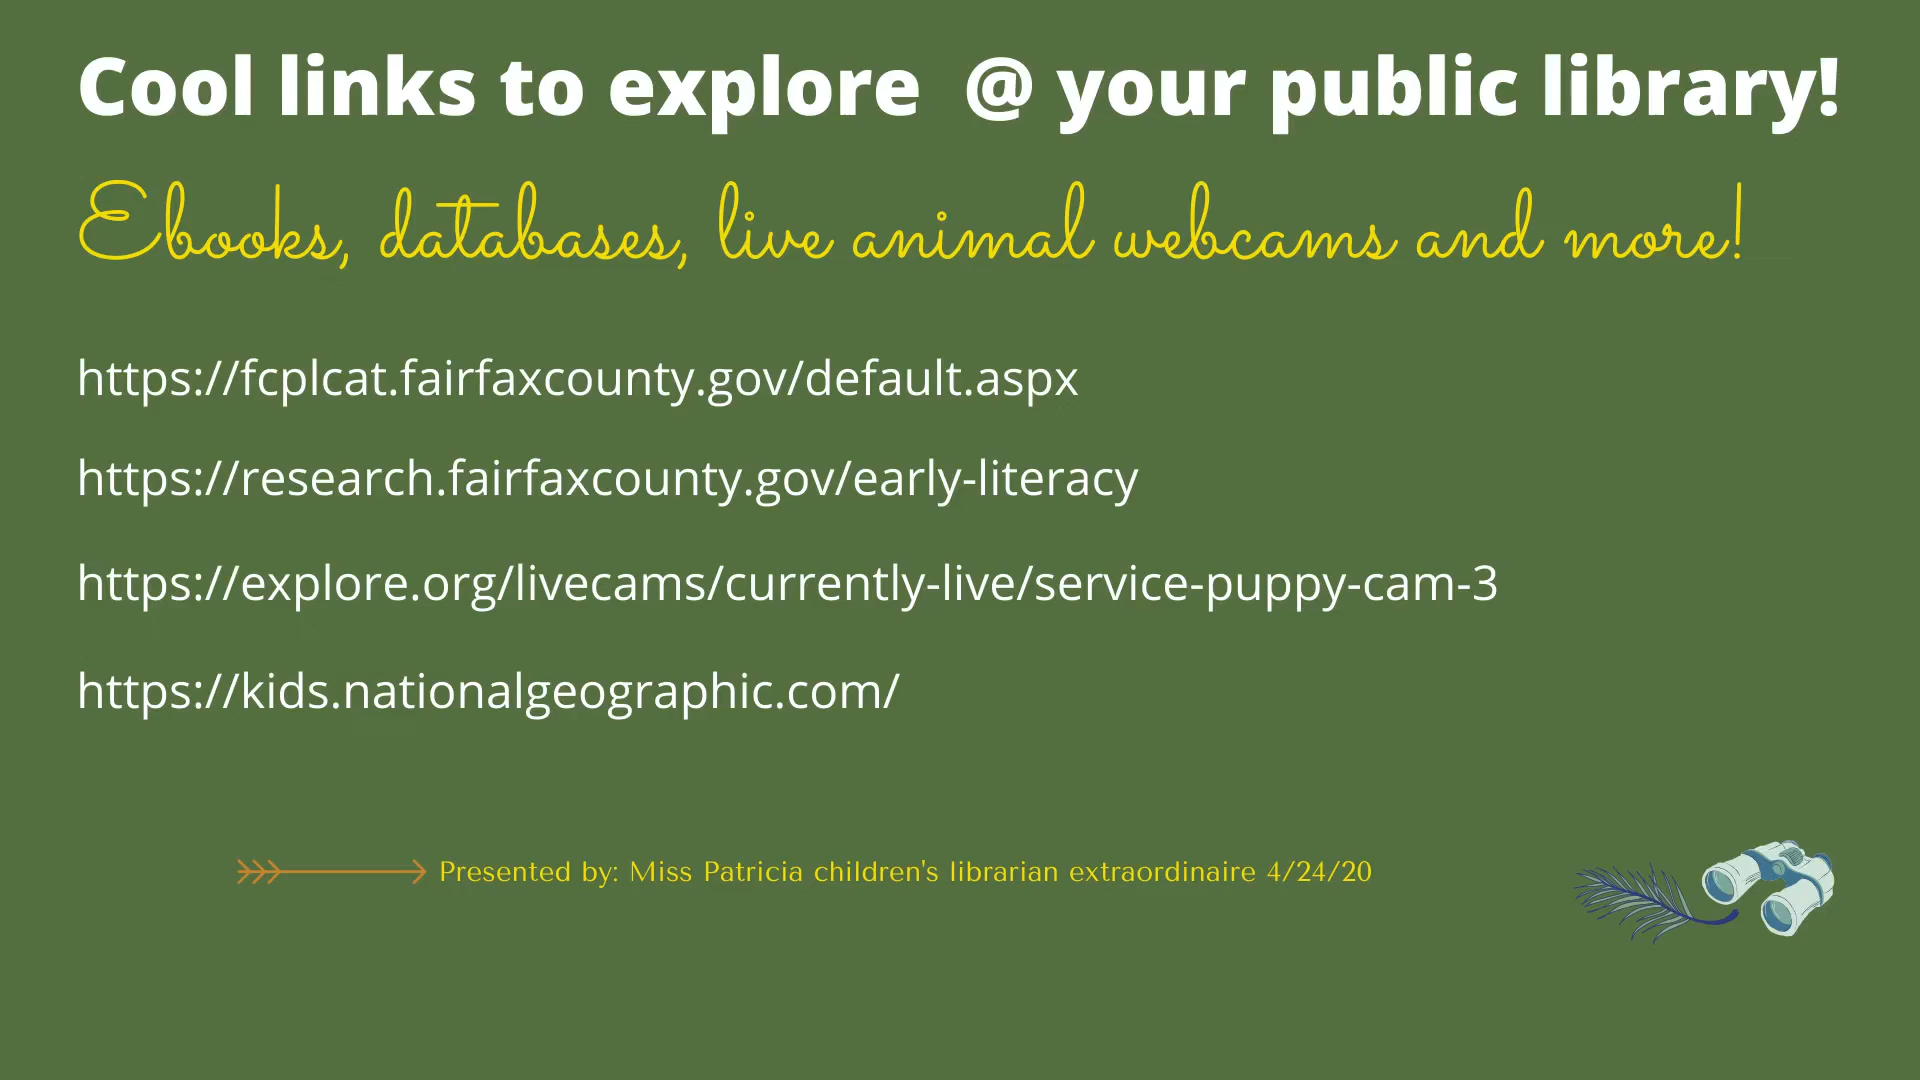 Cool links to explore @ your public library!
Ebooks, databases, live animal webcams and more!
https://fcplcat.fairfaxcounty.gov/default.aspx
https://research.fairfaxcounty.gov/early-literacy
https://explore.org/livecams/currently-live/service-puppy-cam-3
https://kids.nationalgeographic.com/
Presented by: Miss Patricia children's librarian extraordinaire 4/24/20